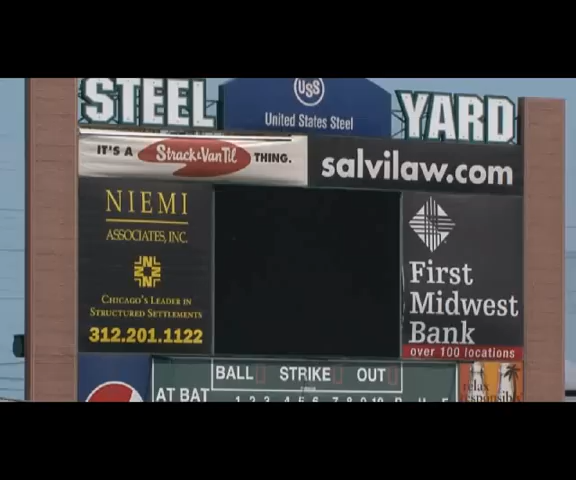 STEEL YARD
USS
United States Steel
IT'S A Strack & Van Til THING.
salvilaw.com
NIEMI
ASSOCIATES, INC.
CHICAGO'S LEADER IN
STRUCTURED SETTLEMENTS
312.201.1122
First
Midwest
Bank
over 100 locations
BALL STRIKE OUT
AT BAT
1 2 3 4 5 6 7 8 9 10 R H E
relax
responsibly